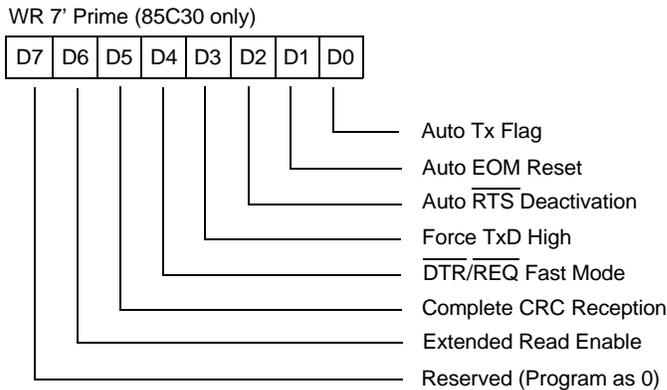 WR 7’ Prime (85C30 only)
D7 D6 D5 D4 D3 D2 D1 D0
Auto Tx Flag
Auto EOM Reset
Auto RTS Deactivation
Force TxD High
DTR/REQ Fast Mode
Complete CRC Reception
Extended Read Enable
Reserved (Program as 0)